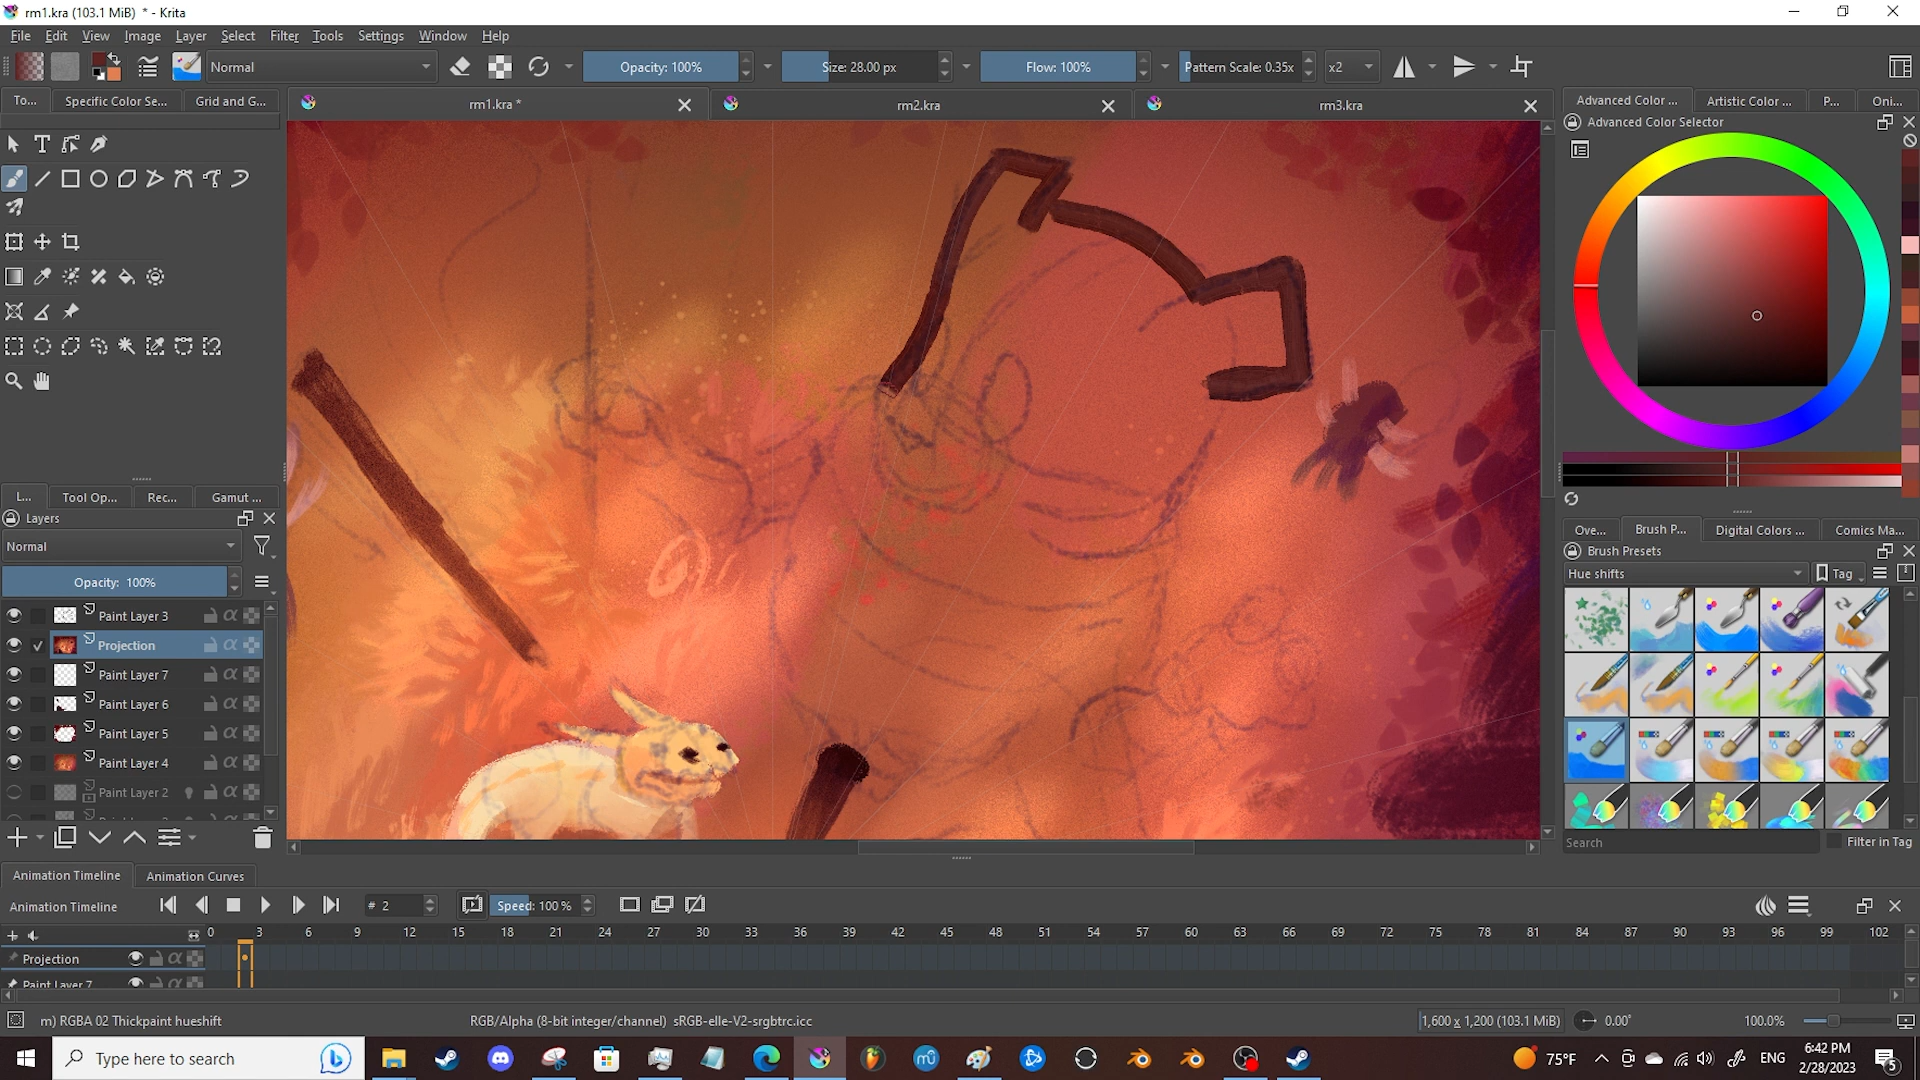 rm1.kra (103.1 MiB)  * - Krita
File Edit View Image Layer Select Filter Tools Settings Window Help
Normal Opacity: 100% Size: 28.00 px Flow: 100% Pattern Scale: 0.35x x2
To... Specific Color Se... Grid and G... rm1.kra * rm2.kra rm3.kra Advanced Color ... Artistic Color ... P... Oni...
Advanced Color Selector
L... Tool Op... Rec... Gamut ...
Layers
Normal
Opacity:  100%
Paint Layer 3
Projection
Paint Layer 7
Paint Layer 6
Paint Layer 5
Paint Layer 4
Paint Layer 2
Ove... Brush P... Digital Colors ... Comics Ma...
Brush Presets
Hue shifts Tag
Search Filter in Tag
Animation Timeline Animation Curves
Animation Timeline # 2 Speed: 100 %
0 3 6 9 12 15 18 21 24 27 30 33 36 39 42 45 48 51 54 57 60 63 66 69 72 75 78 81 84 87 90 93 96 99 102
Projection
Paint Layer 7
m) RGBA 02 Thickpaint hueshift RGB/Alpha (8-bit integer/channel)  sRGB-elle-V2-srgbtrc.icc 1,600 x 1,200 (103.1 MiB) 0.00° 100.0%
Type here to search 75°F ENG 6:42 PM
2/28/2023 5